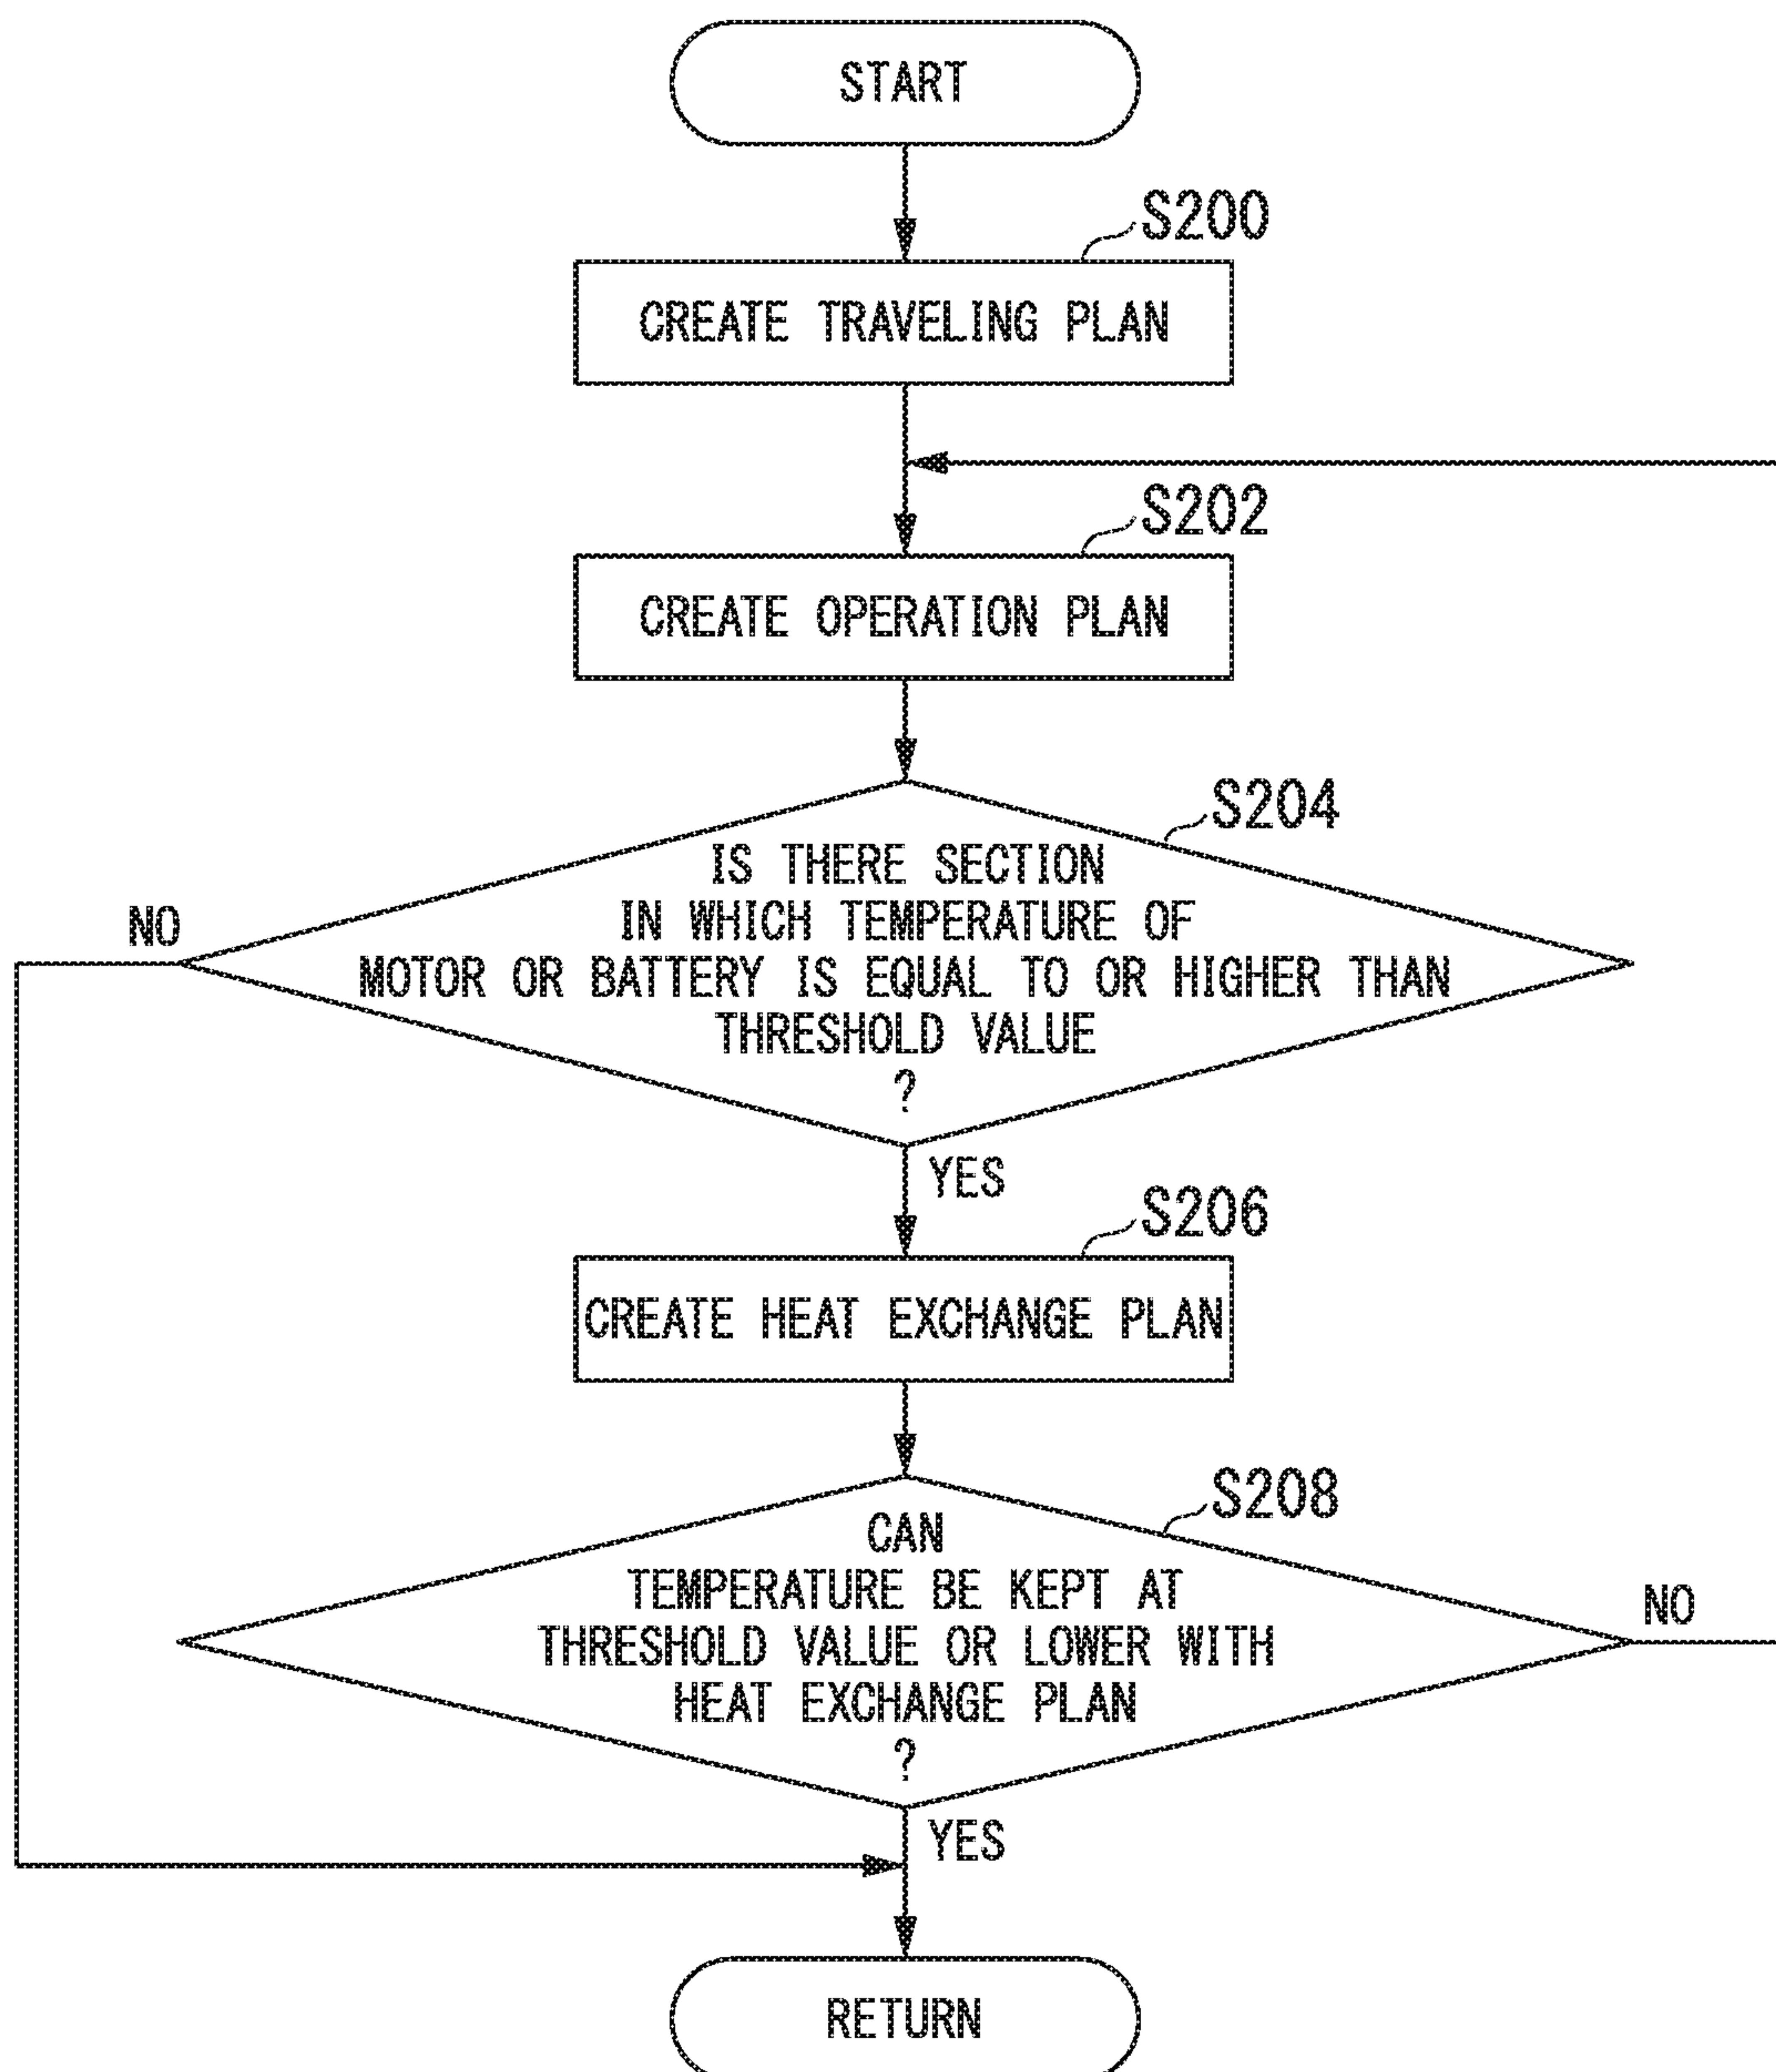 START
S200
CREATE TRAVELING PLAN
S202
CREATE OPERATION PLAN
S204
IS THERE SECTION
IN WHICH TEMPERATURE OF
MOTOR OR BATTERY IS EQUAL TO OR HIGHER THAN
THRESHOLD VALUE
?
NO
YES
S206
CREATE HEAT EXCHANGE PLAN
S208
CAN
TEMPERATURE BE KEPT AT
THRESHOLD VALUE OR LOWER WITH
HEAT EXCHANGE PLAN
?
NO
YES
RETURN